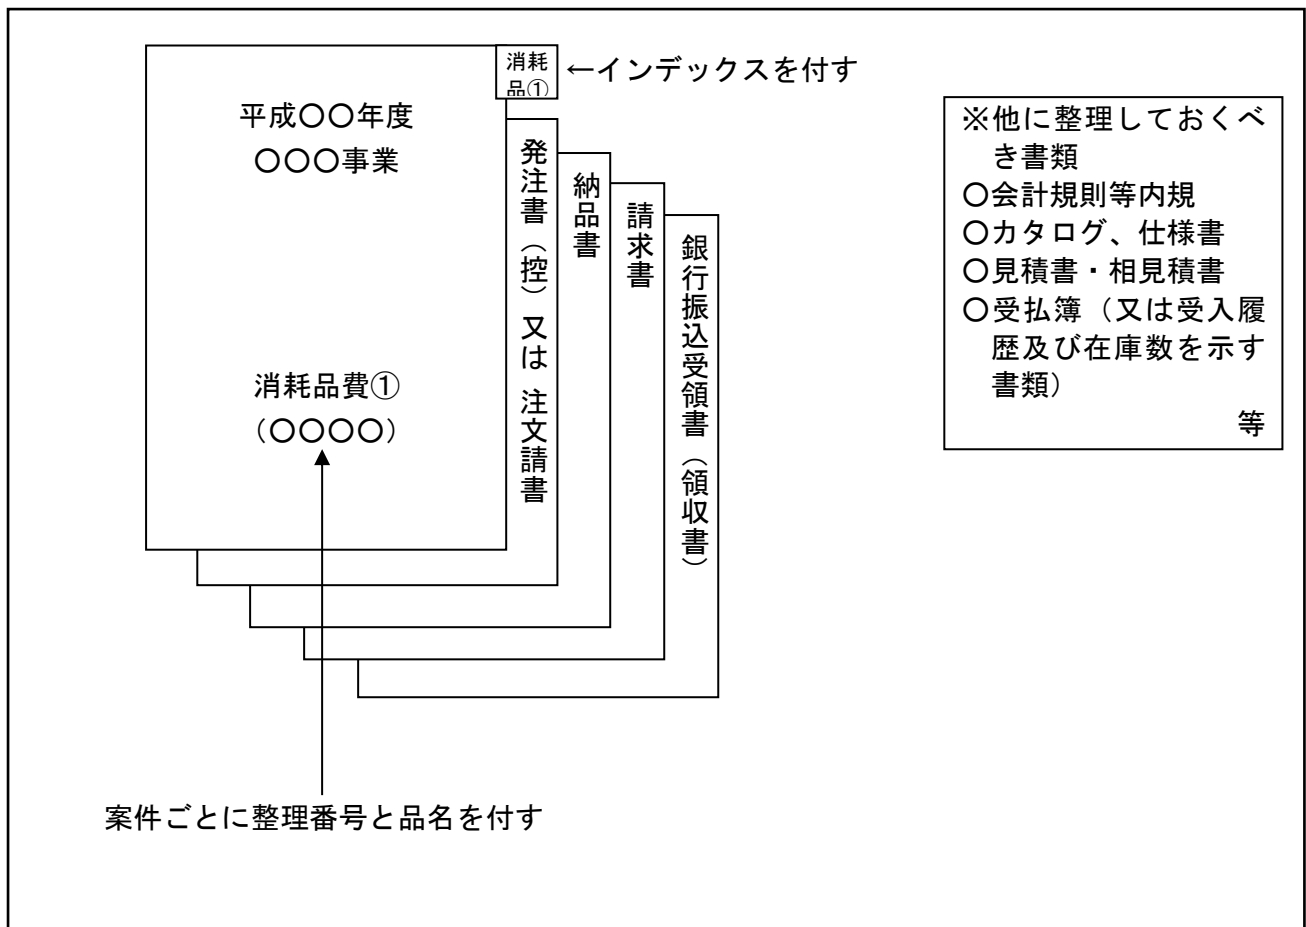 消耗
品①
←インデックスを付す
平成〇〇年度
〇〇〇事業
消耗品費①
（〇〇〇〇）
発注書（控）又は 注文請書
納品書
請求書
銀行振込受領書（領収書）
案件ごとに整理番号と品名を付す
※他に整理しておくべ
き書類
〇会計規則等内規
〇カタログ、仕様書
〇見積書・相見積書
〇受払簿（又は受入履
歴及び在庫数を示す
書類）
等